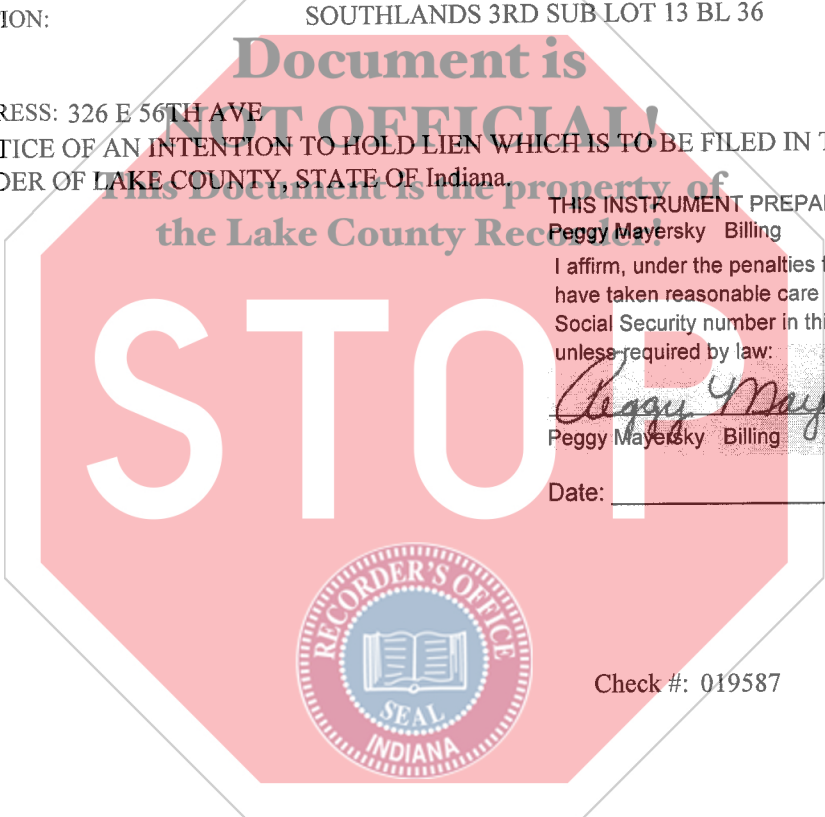 ION:
SOUTHLANDS 3RD SUB LOT 13 BL 36
Document is
RESS: 326 E 56TH AVE
NOT OFFICIAL!
TICE OF AN INTENTION TO HOLD LIEN WHICH IS TO BE FILED IN T
DER OF LAKE COUNTY, STATE OF Indiana.
This Document is the property of
the Lake County Recorder!
THIS INSTRUMENT PREPA
Peggy Mayersky Billing
I affirm, under the penalties f
have taken reasonable care
Social Security number in thi
unless required by law:
Peggy May
Peggy Mayersky Billing
Date:
STOP
RECORDER'S OFFICE
SEAL
INDIANA
Check #: 019587